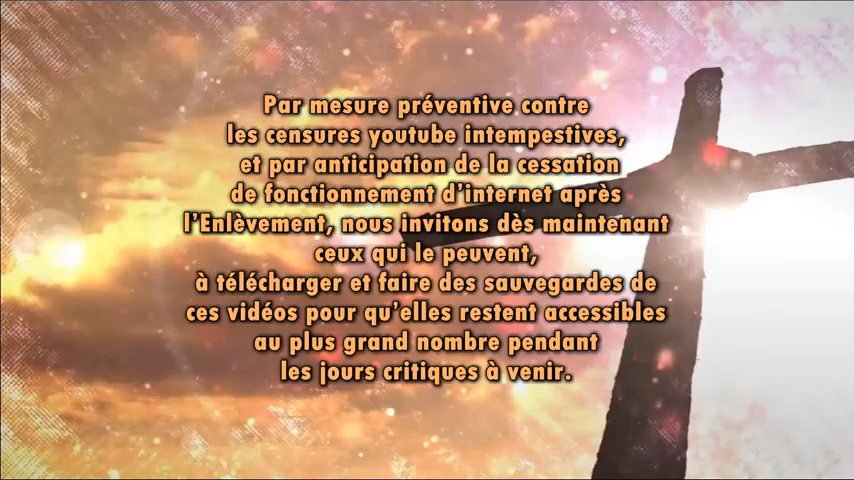 Par mesure préventive contre
les censures youtube intempestives,
et par anticipation de la cessation
de fonctionnement d'internet après
l'Enlèvement, nous invitons dès maintenant
ceux qui le peuvent,
à télécharger et faire des sauvegardes de
ces vidéos pour qu'elles restent accessibles
au plus grand nombre pendant
les jours critiques à venir.